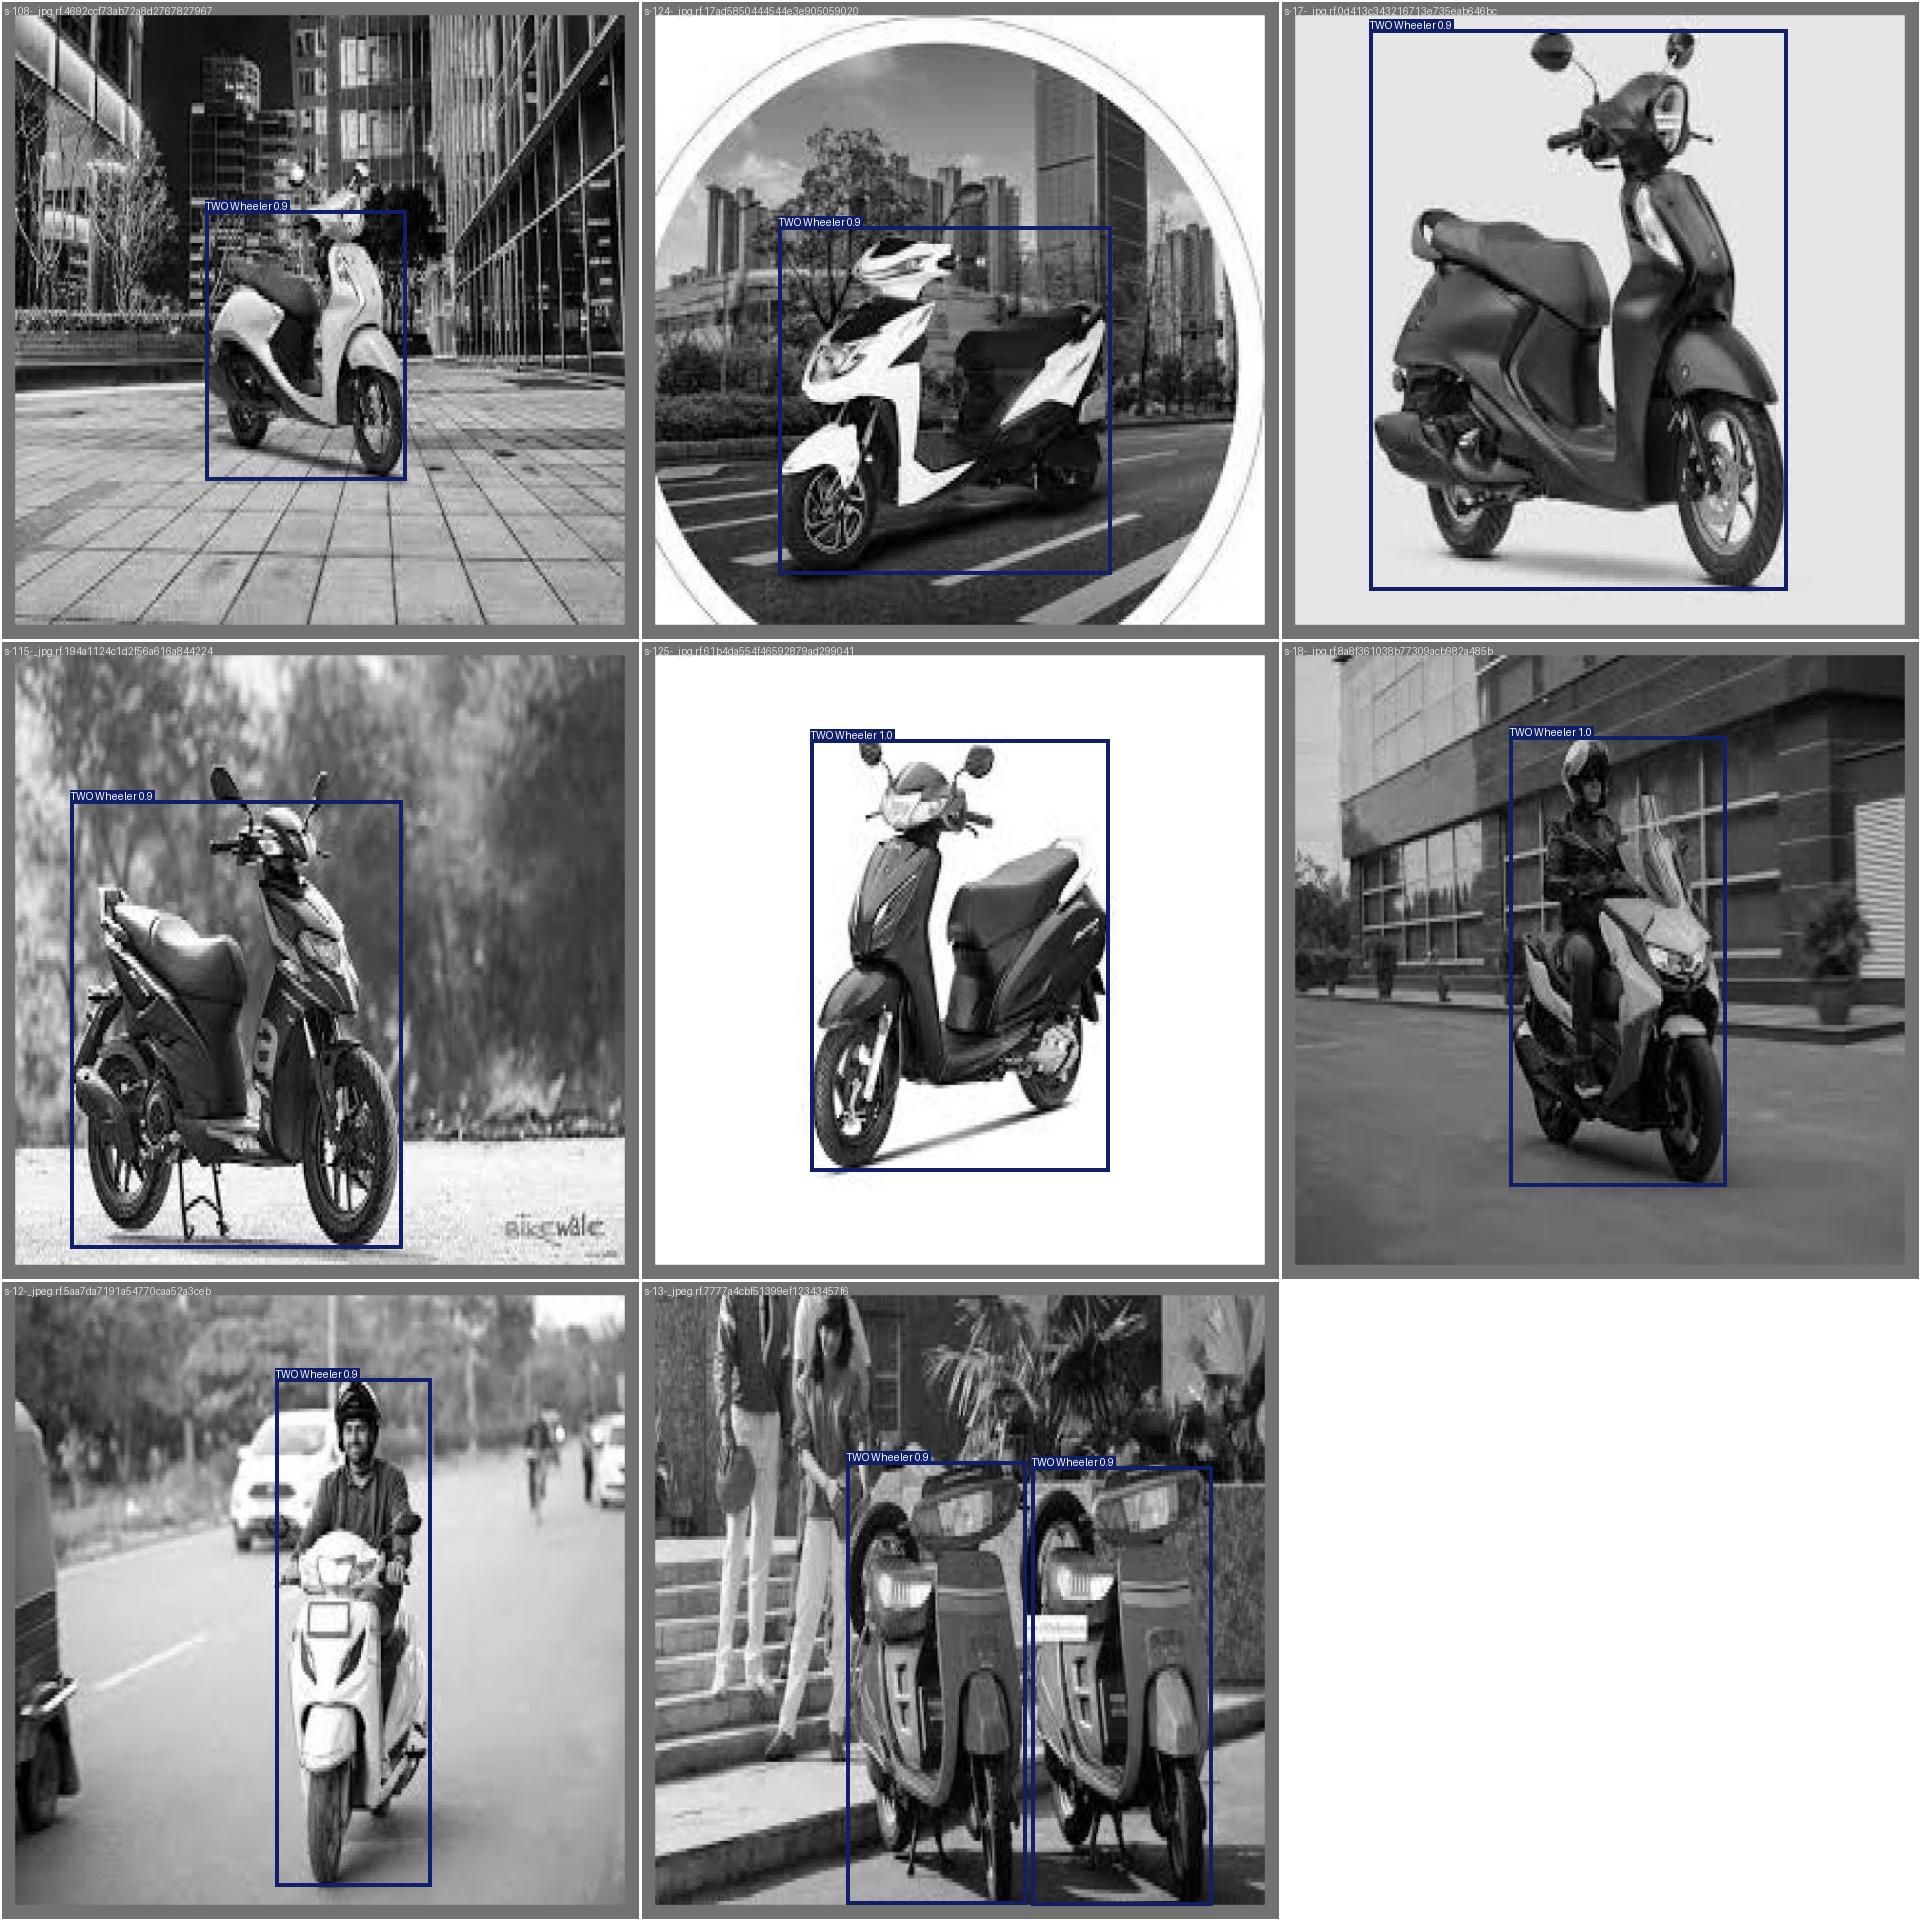 s-108-_jpg.rf.4692ccf73ab72a8d2767827967
TWO Wheeler 0.9
s-124-_jpg.rf.17ad5850444544e3e905059020
TWO Wheeler 0.9
s-17-_jpg.rf.0d413c343216713e735eab646bc
TWO Wheeler 0.9
s-115-_jpg.rf.194a1124c1d2f56a616a844224
TWO Wheeler 0.9
BikeWale
s-125-_jpg.rf.61b4da554f46592879ad299041
TWO Wheeler 1.0
s-18-_jpg.rf.8a8f361038b77309acb982a485b
TWO Wheeler 1.0
s-12-_jpeg.rf.5aa7da7191a54770caa52a3ceb
TWO Wheeler 0.9
s-13-_jpeg.rf.7777a4cbf51399ef12343457f6
TWO Wheeler 0.9
TWO Wheeler 0.9